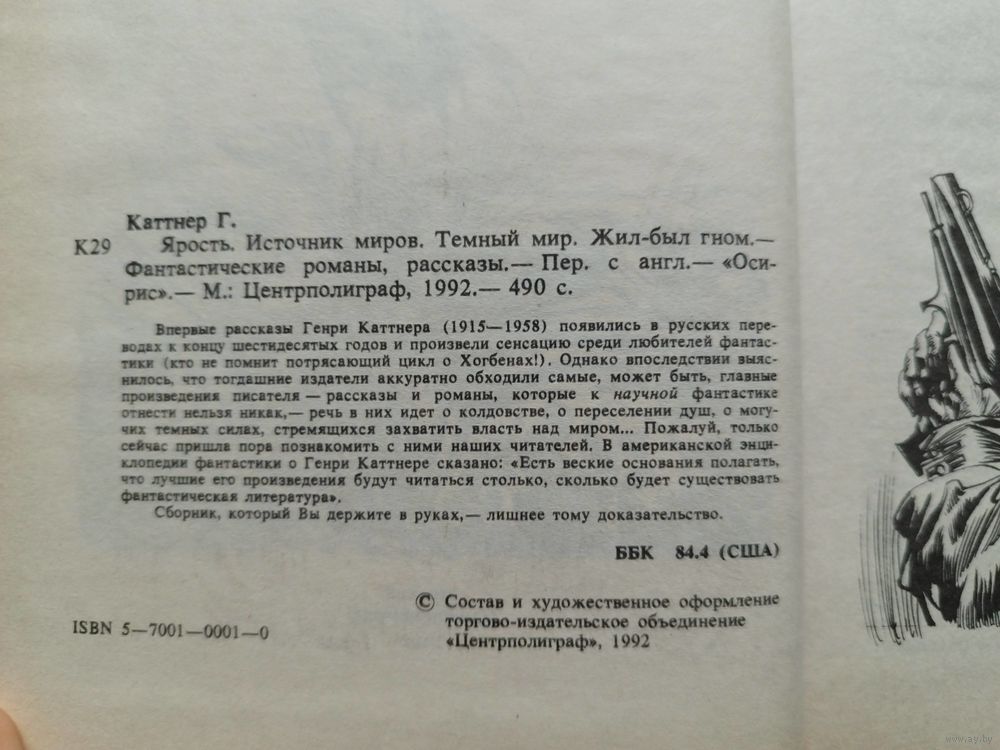 Каттнер Г.
К29 Ярость. Источник миров. Темный мир. Жил-был гном.—
Фантастические романы, рассказы.— Пер. с англ.— «Оси-
рис».— М.: Центрполиграф, 1992.— 490 с.
Впервые рассказы Генри Каттнера (1915—1958) появились в русских пере-
водах к концу шестидесятых годов и произвели сенсацию среди любителей фантас-
тики (кто не помнит потрясающий цикл о Хогбенах!). Однако впоследствии выяс-
нилось, что тогдашние издатели аккуратно обходили самые, может быть, главные
произведения писателя — рассказы и романы, которые к научной фантастике
отнести нельзя никак,— речь в них идет о колдовстве, о переселении душ, о могу-
чих темных силах, стремящихся захватить власть над миром... Пожалуй, только
сейчас пришла пора познакомить с ними наших читателей. В американской энци-
клопедии фантастики о Генри Каттнере сказано: «Есть веские основания полагать,
что лучшие его произведения будут читаться столько, сколько будет существовать
фантастическая литература».
Сборник, который Вы держите в руках,— лишнее тому доказательство.
ББК 84.4 (США)
© Состав и художественное оформление
торгово-издательское объединение
«Центрполиграф», 1992
ISBN 5—7001—0001—0
www.ay.by